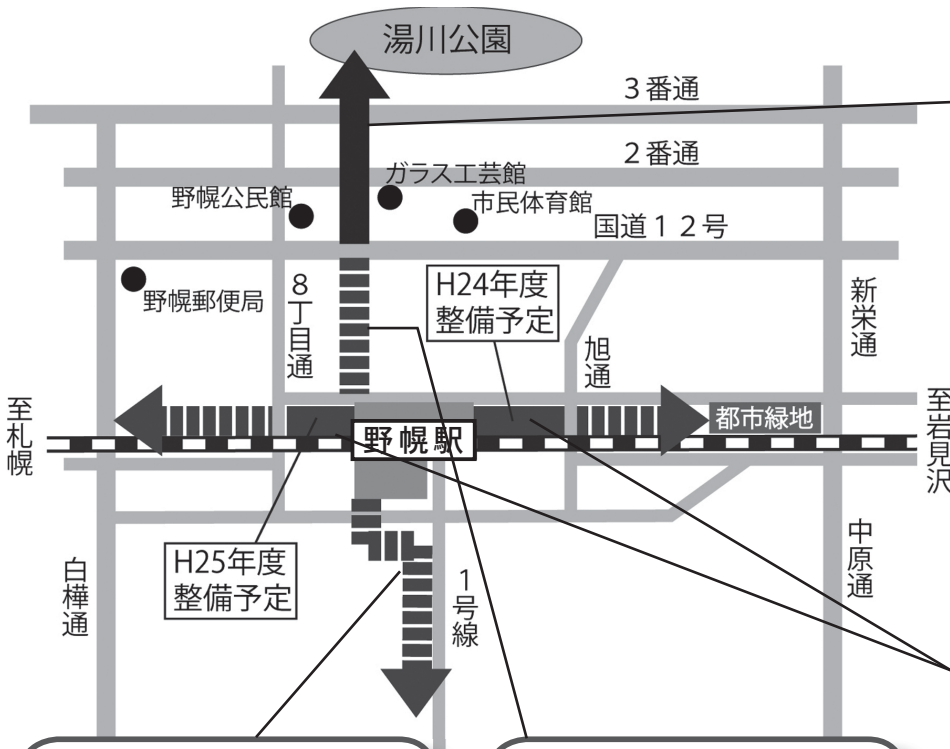 湯川公園
３番通
２番通
ガラス工芸館
野幌公民館
市民体育館
国道１２号
野幌郵便局
８丁目通
H24年度
整備予定
旭通
新栄通
至札幌
至岩見沢
都市緑地
野幌駅
H25年度
整備予定
白樺通
１号線
中原通